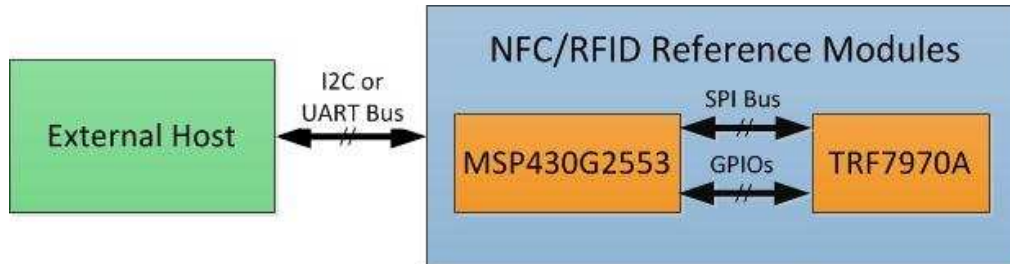 NFC/RFID Reference Modules
External Host
I2C or
UART Bus
MSP430G2553
SPI Bus
GPIOs
TRF7970A